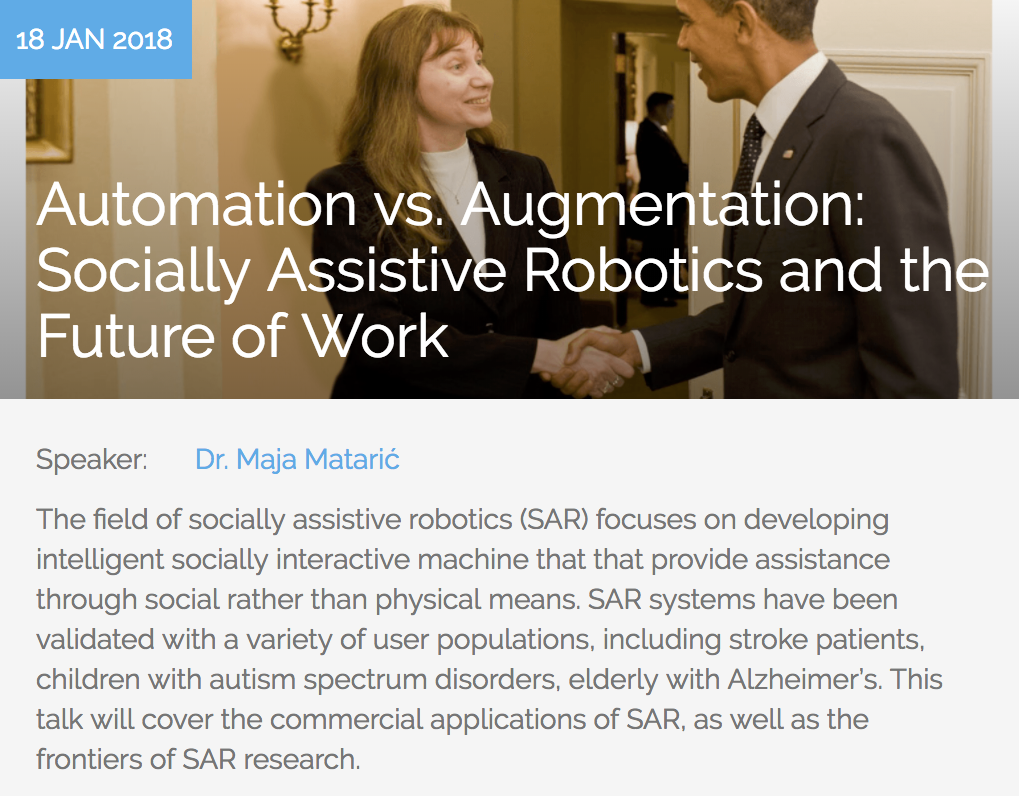 18 JAN 2018
Automation vs. Augmentation:
Socially Assistive Robotics and the
Future of Work
Speaker: Dr. Maja Matarić
The field of socially assistive robotics (SAR) focuses on developing
intelligent socially interactive machine that that provide assistance
through social rather than physical means. SAR systems have been
validated with a variety of user populations, including stroke patients,
children with autism spectrum disorders, elderly with Alzheimer’s. This
talk will cover the commercial applications of SAR, as well as the
frontiers of SAR research.